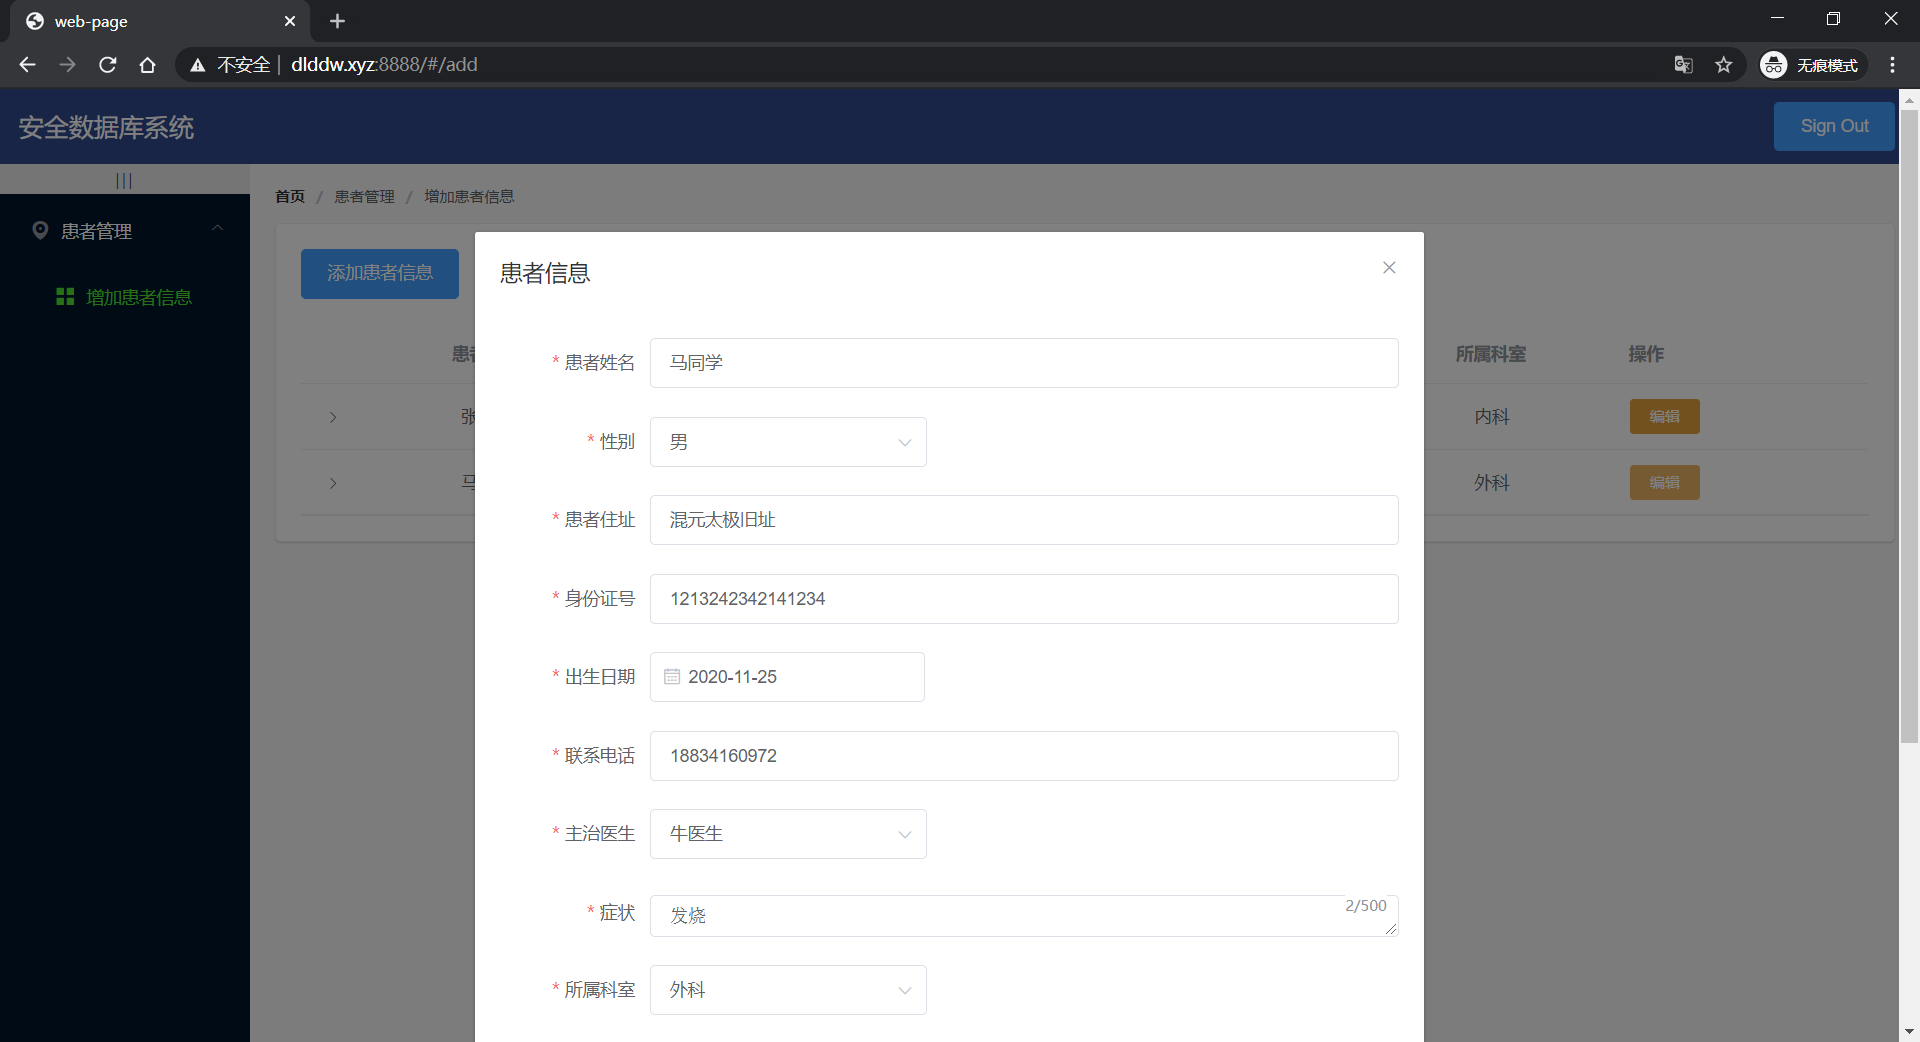 web-page
不安全 dlddw.xyz:8888/#/add
无痕模式
安全数据库系统
Sign Out
|||
首页 / 患者管理 / 增加患者信息
患者管理
增加患者信息
添加患者信息
患者信息
所属科室 操作
张
内科 编辑
马
外科 编辑
* 患者姓名 马同学
* 性别 男
* 患者住址 混元太极旧址
* 身份证号 1213242342141234
* 出生日期 2020-11-25
* 联系电话 18834160972
* 主治医生 牛医生
* 症状 发烧
2/500
* 所属科室 外科